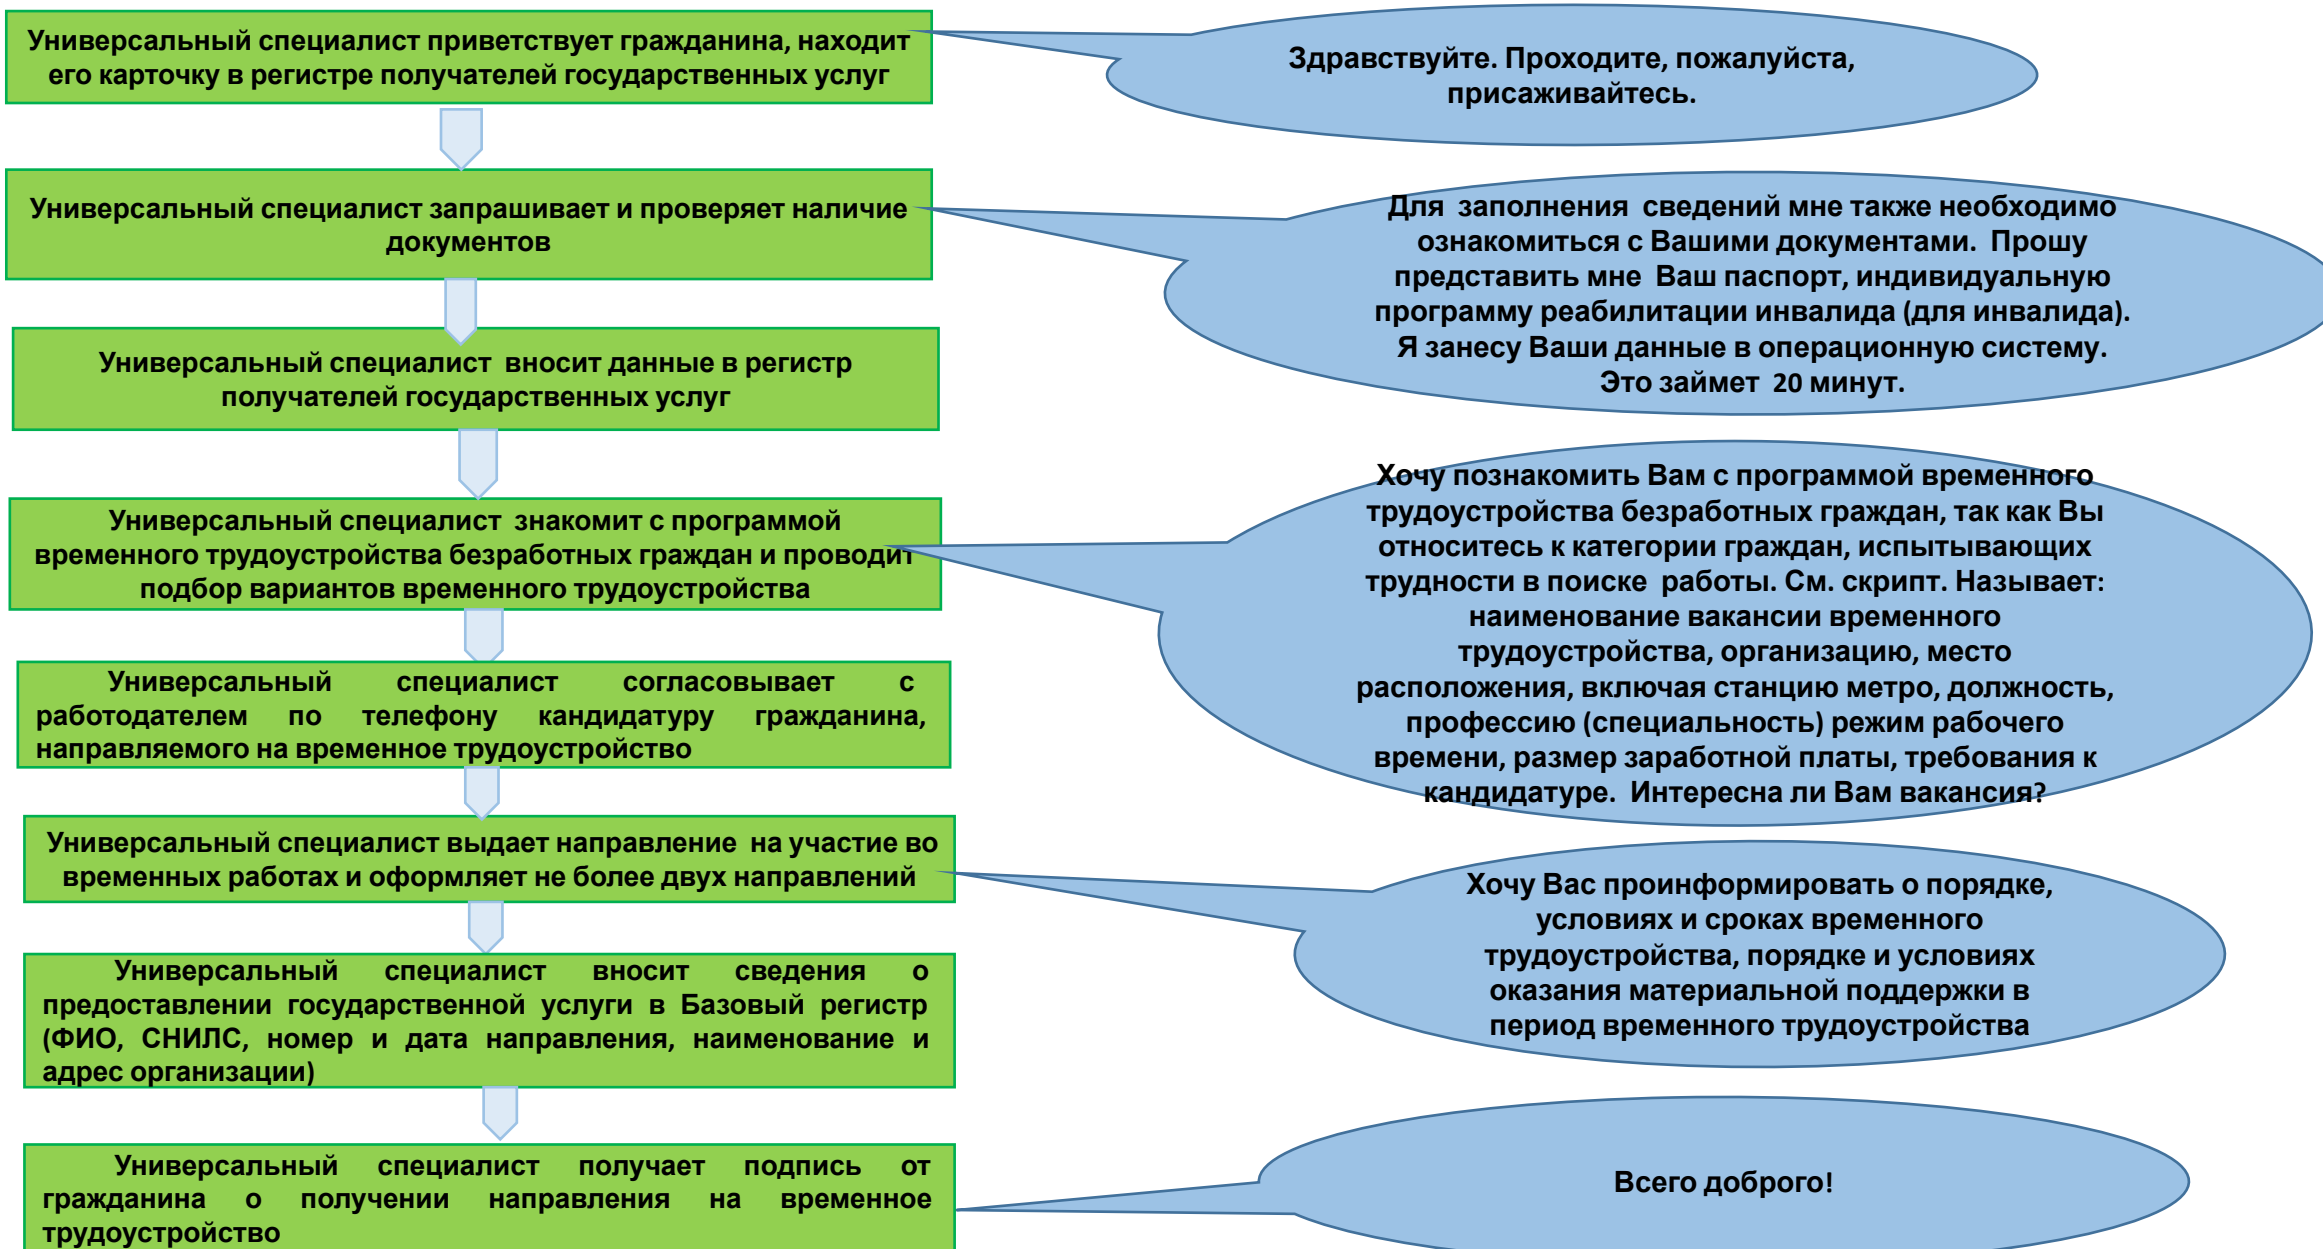 Универсальный специалист приветствует гражданина, находит
его карточку в регистре получателей государственных услуг
Здравствуйте. Проходите, пожалуйста,
присаживайтесь.
Универсальный специалист запрашивает и проверяет наличие
документов
Для заполнения сведений мне также необходимо
ознакомиться с Вашими документами. Прошу
представить мне Ваш паспорт, индивидуальную
программу реабилитации инвалида (для инвалида).
Я занесу Ваши данные в операционную систему.
Это займет 20 минут.
Универсальный специалист вносит данные в регистр
получателей государственных услуг
Универсальный специалист знакомит с программой
временного трудоустройства безработных граждан и проводит
подбор вариантов временного трудоустройства
Хочу познакомить Вам с программой временного
трудоустройства безработных граждан, так как Вы
относитесь к категории граждан, испытывающих
трудности в поиске работы. См. скрипт. Называет:
наименование вакансии временного
трудоустройства, организацию, место
расположения, включая станцию метро, должность,
профессию (специальность) режим рабочего
времени, размер заработной платы, требования к
кандидатуре. Интересна ли Вам вакансия?
Универсальный специалист согласовывает с
работодателем по телефону кандидатуру гражданина,
направляемого на временное трудоустройство
Универсальный специалист выдает направление на участие во
временных работах и оформляет не более двух направлений
Хочу Вас проинформировать о порядке,
условиях и сроках временного
трудоустройства, порядке и условиях
оказания материальной поддержки в
период временного трудоустройства
Универсальный специалист вносит сведения о
предоставлении государственной услуги в Базовый регистр
(ФИО, СНИЛС, номер и дата направления, наименование и
адрес организации)
Универсальный специалист получает подпись от
гражданина о получении направления на временное
трудоустройство
Всего доброго!